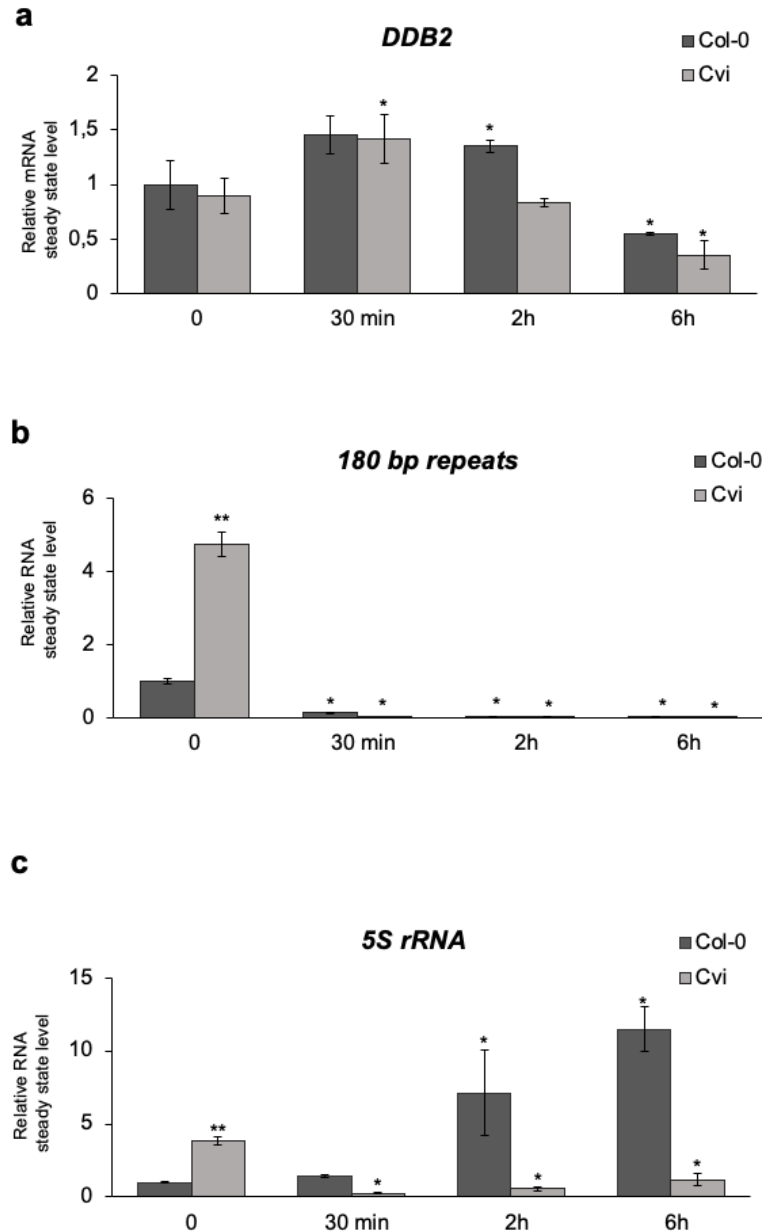 a
DDB2
Col-0
Cvi
Relative mRNA
steady state level
2
1,5
1
0,5
0
*
*
*
*
0
30 min
2h
6h
b
180 bp repeats
Col-0
Cvi
Relative RNA
steady state level
6
4
2
0
**
*
*
*
*
*
*
0
30 min
2h
6h
c
5S rRNA
Col-0
Cvi
Relative RNA
steady state level
15
10
5
0
**
*
*
*
*
*
0
30 min
2h
6h